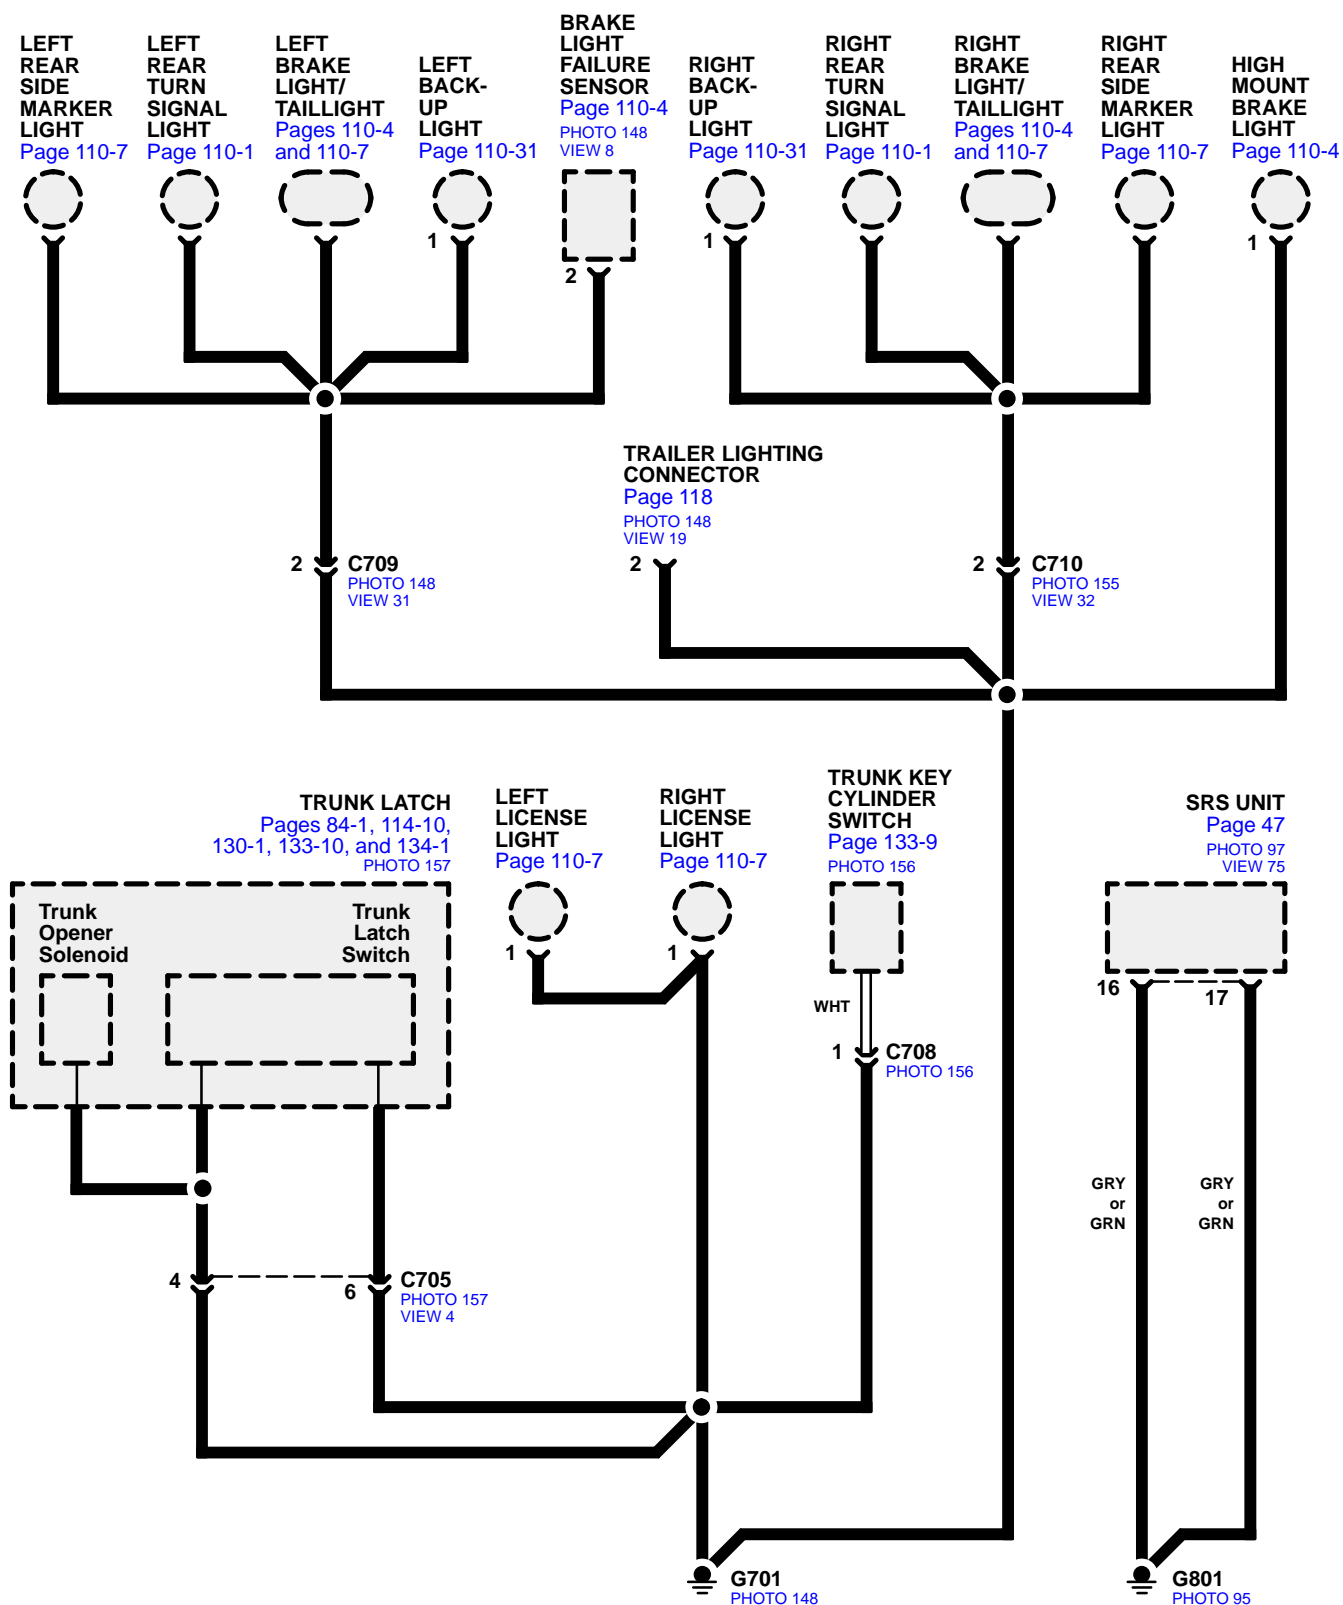 LEFT
REAR
SIDE
MARKER
LIGHT
Page 110-7
LEFT
REAR
TURN
SIGNAL
LIGHT
Page 110-1
LEFT
BRAKE
LIGHT/
TAILLIGHT
Pages 110-4
and 110-7
LEFT
BACK-
UP
LIGHT
Page 110-31
BRAKE
LIGHT
FAILURE
SENSOR
Page 110-4
PHOTO 148
VIEW 8
RIGHT
BACK-
UP
LIGHT
Page 110-31
RIGHT
REAR
TURN
SIGNAL
LIGHT
Page 110-1
RIGHT
BRAKE
LIGHT/
TAILLIGHT
Pages 110-4
and 110-7
RIGHT
REAR
SIDE
MARKER
LIGHT
Page 110-7
HIGH
MOUNT
BRAKE
LIGHT
Page 110-4
1
2
1
1
TRAILER LIGHTING
CONNECTOR
Page 118
PHOTO 148
VIEW 19
2
2
C709
PHOTO 148
VIEW 31
2
C710
PHOTO 155
VIEW 32
TRUNK LATCH
Pages 84-1, 114-10,
130-1, 133-10, and 134-1
PHOTO 157
Trunk
Opener
Solenoid
Trunk
Latch
Switch
LEFT
LICENSE
LIGHT
Page 110-7
1
RIGHT
LICENSE
LIGHT
Page 110-7
1
TRUNK KEY
CYLINDER
SWITCH
Page 133-9
PHOTO 156
WHT
1
C708
PHOTO 156
SRS UNIT
Page 47
PHOTO 97
VIEW 75
16
17
GRY
or
GRN
GRY
or
GRN
4
6
C705
PHOTO 157
VIEW 4
G701
PHOTO 148
G801
PHOTO 95